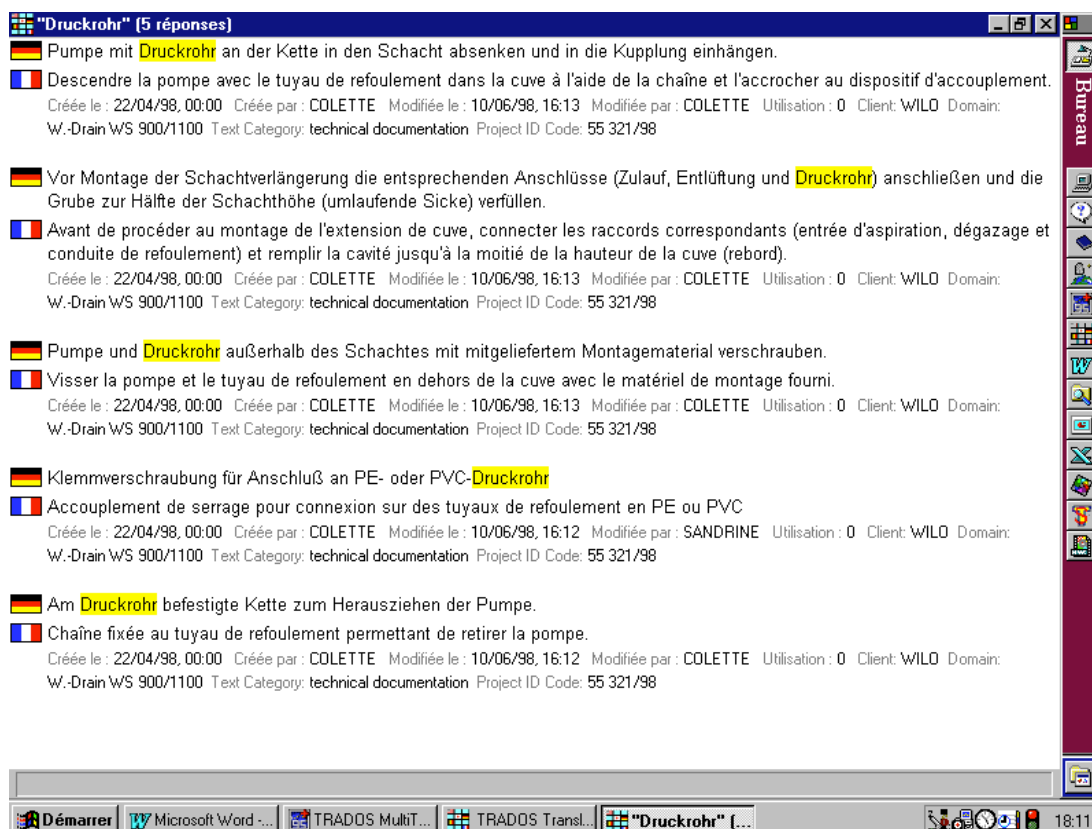 "Druckrohr" (5 réponses)
Pumpe mit Druckrohr an der Kette in den Schacht absenken und in die Kupplung einhängen.
Descendre la pompe avec le tuyau de refoulement dans la cuve à l'aide de la chaîne et l'accrocher au dispositif d'accouplement.
Créée le : 22/04/98, 00:00 Créée par : COLETTE Modifiée le : 10/06/98, 16:13 Modifiée par : COLETTE Utilisation : 0 Client: WILO Domain:
W.-Drain WS 900/1100 Text Category: technical documentation Project ID Code: 55 321/98
Vor Montage der Schachtverlängerung die entsprechenden Anschlüsse (Zulauf, Entlüftung und Druckrohr) anschließen und die
Grube zur Hälfte der Schachthöhe (umlaufende Sicke) verfüllen.
Avant de procéder au montage de l'extension de cuve, connecter les raccords correspondants (entrée d'aspiration, dégazage et
conduite de refoulement) et remplir la cavité jusqu'à la moitié de la hauteur de la cuve (rebord).
Créée le : 22/04/98, 00:00 Créée par : COLETTE Modifiée le : 10/06/98, 16:13 Modifiée par : COLETTE Utilisation : 0 Client: WILO Domain:
W.-Drain WS 900/1100 Text Category: technical documentation Project ID Code: 55 321/98
Pumpe und Druckrohr außerhalb des Schachtes mit mitgeliefertem Montagematerial verschrauben.
Visser la pompe et le tuyau de refoulement en dehors de la cuve avec le matériel de montage fourni.
Créée le : 22/04/98, 00:00 Créée par : COLETTE Modifiée le : 10/06/98, 16:13 Modifiée par : COLETTE Utilisation : 0 Client: WILO Domain:
W.-Drain WS 900/1100 Text Category: technical documentation Project ID Code: 55 321/98
Klemmverschraubung für Anschluß an PE- oder PVC-Druckrohr
Accouplement de serrage pour connexion sur des tuyaux de refoulement en PE ou PVC
Créée le : 22/04/98, 00:00 Créée par : COLETTE Modifiée le : 10/06/98, 16:12 Modifiée par : SANDRINE Utilisation : 0 Client: WILO Domain:
W.-Drain WS 900/1100 Text Category: technical documentation Project ID Code: 55 321/98
Am Druckrohr befestigte Kette zum Herausziehen der Pumpe.
Chaîne fixée au tuyau de refoulement permettant de retirer la pompe.
Créée le : 22/04/98, 00:00 Créée par : COLETTE Modifiée le : 10/06/98, 16:12 Modifiée par : COLETTE Utilisation : 0 Client: WILO Domain:
W.-Drain WS 900/1100 Text Category: technical documentation Project ID Code: 55 321/98
Bureau
Démarrer Microsoft Word -... TRADOS MultiT... TRADOS Transl... "Druckrohr" (... 18:10